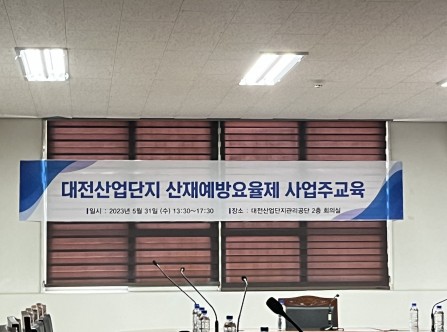 대전산업단지 산재예방요율제 사업주교육
일시 : 2023년 5월 31일 (수) 13:30~17:30 장소 : 대전산업단지관리공단 2층 회의실